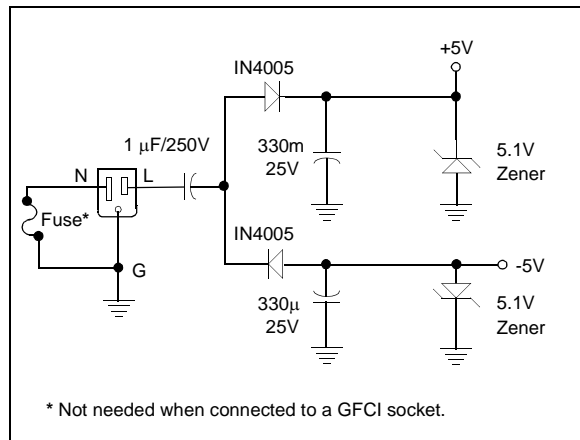 +5V
IN4005
1 μF/250V
330m
25V
5.1V
Zener
N
L
Fuse*
G
IN4005
-5V
330μ
25V
5.1V
Zener
* Not needed when connected to a GFCI socket.